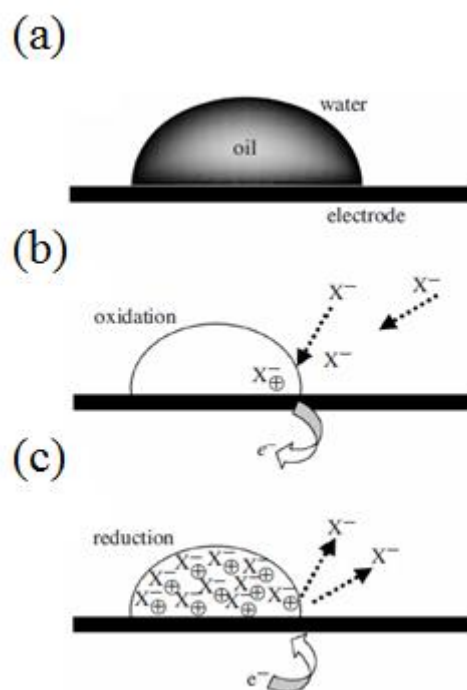 (a)
water
oil
electrode
(b)
X⁻ X⁻
oxidation
X⁻
X⁻ ⊕
e⁻
(c)
reduction
X⁻ X⁻ X⁻ X⁻
⊕ ⊕ ⊕
X⁻ X⁻ X⁻
⊕ ⊕ ⊕
X⁻ X⁻ X⁻ X⁻
⊕ ⊕ ⊕ ⊕
e⁻